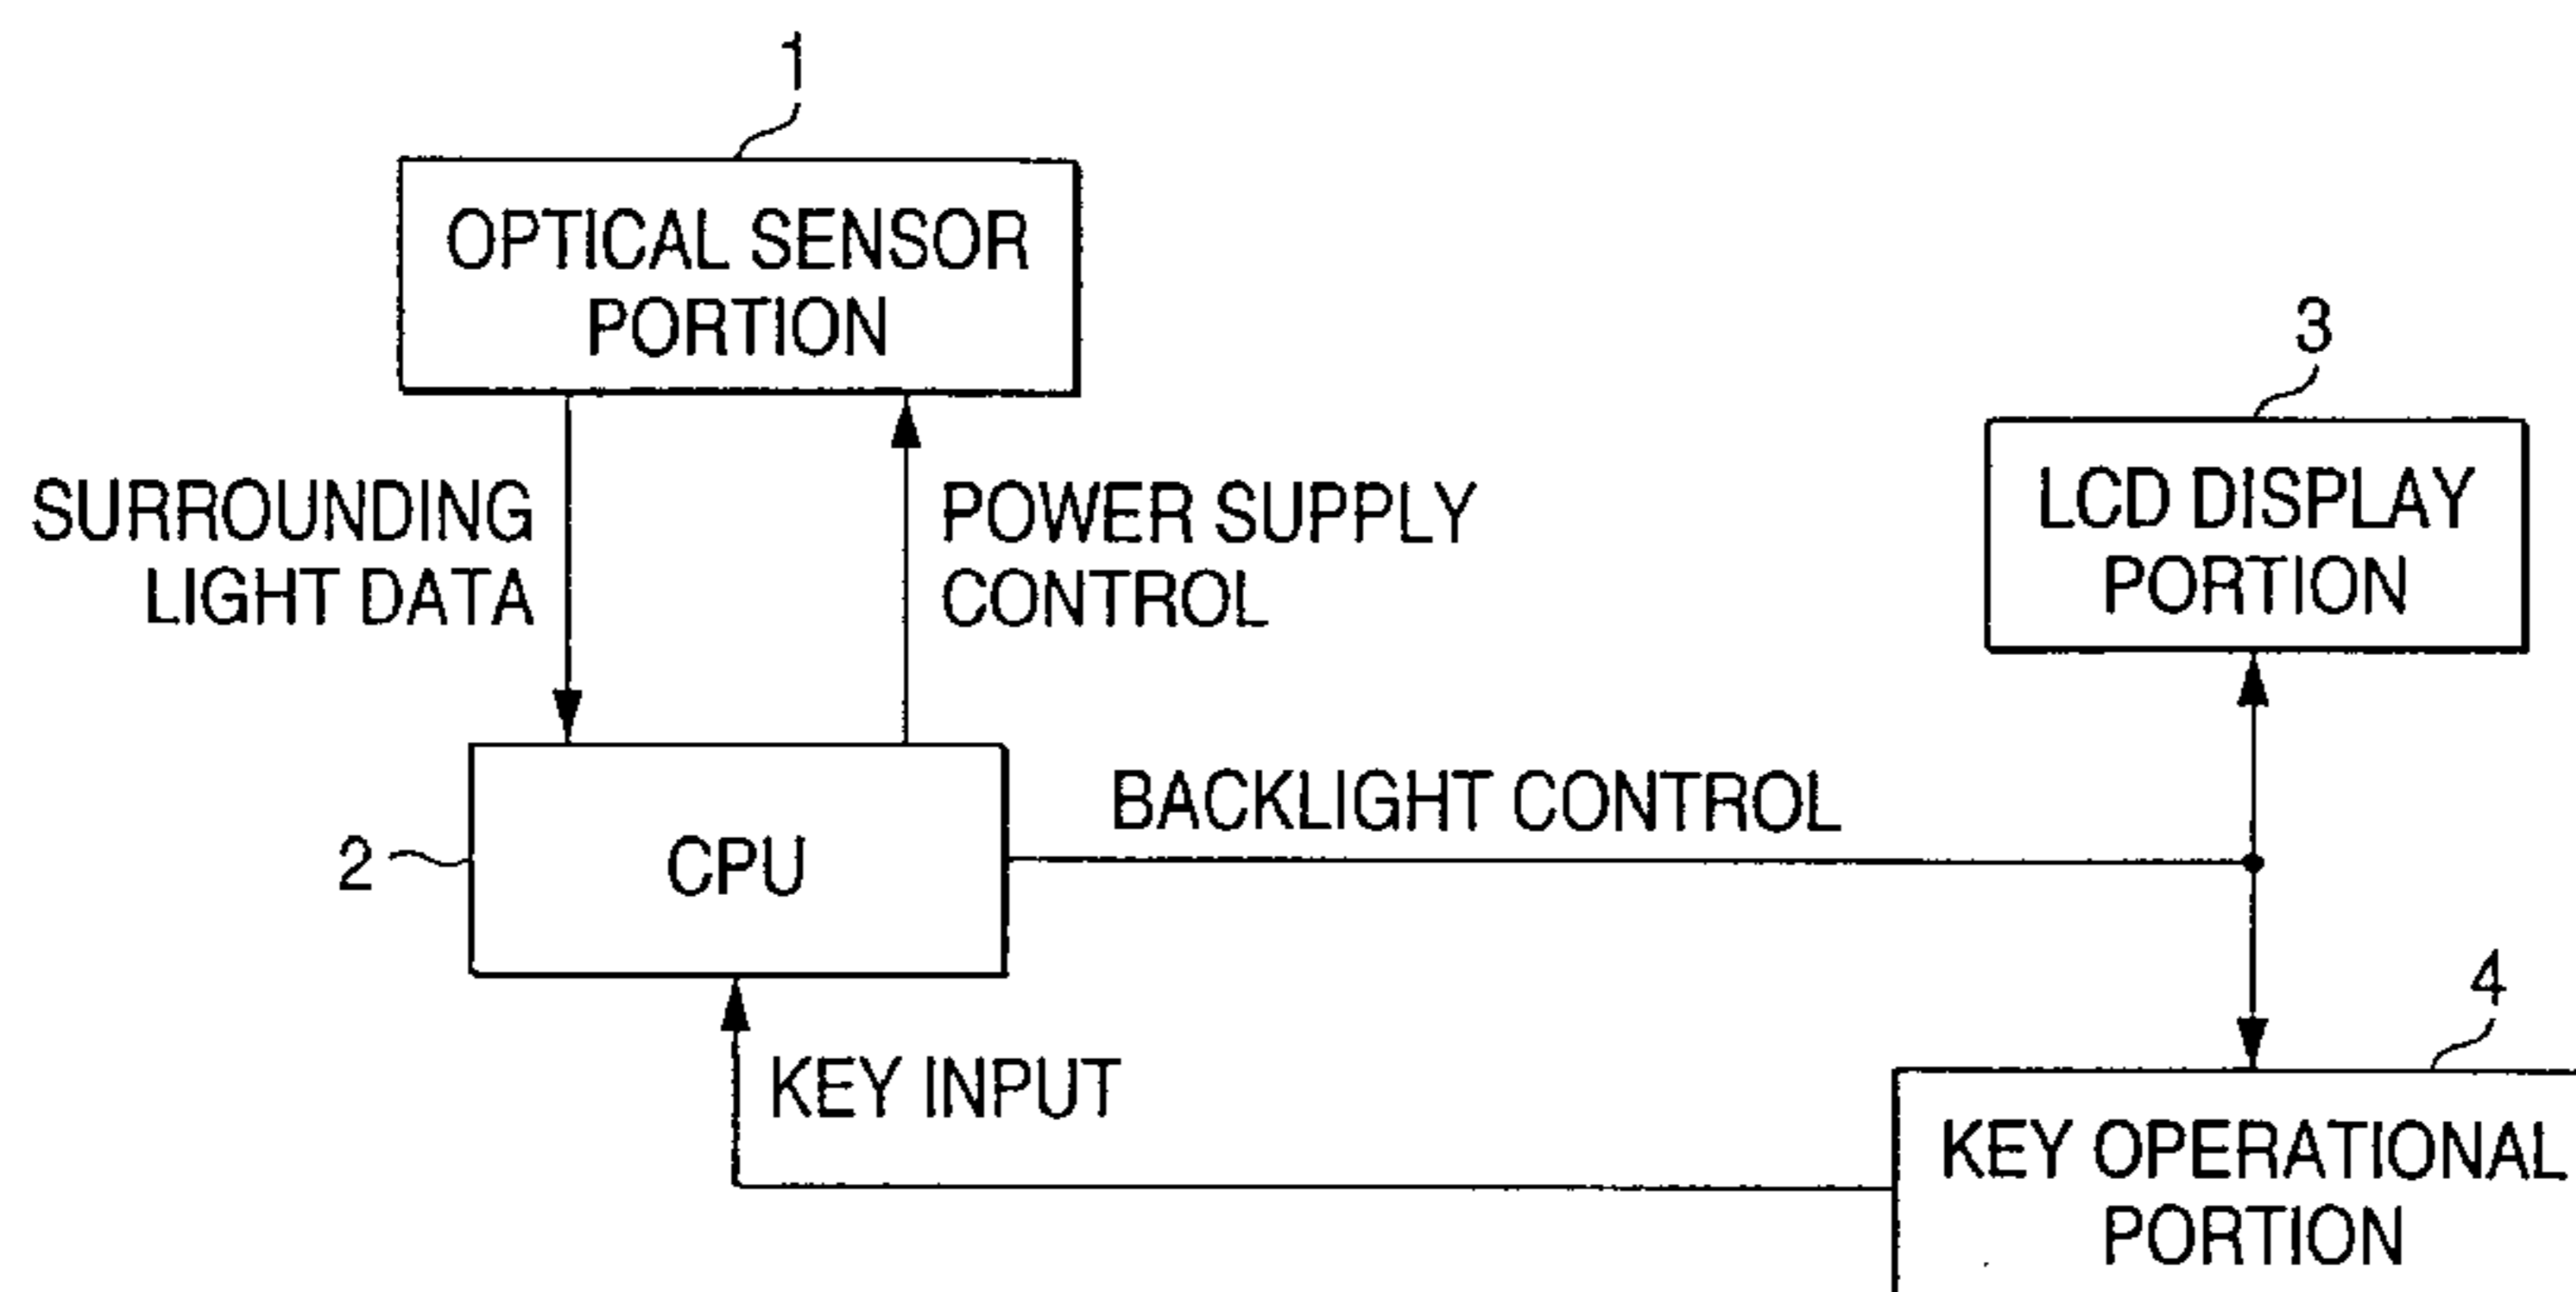 1
OPTICAL SENSOR
PORTION
3
SURROUNDING
LIGHT DATA
POWER SUPPLY
CONTROL
LCD DISPLAY
PORTION
BACKLIGHT CONTROL
2
CPU
4
KEY INPUT
KEY OPERATIONAL
PORTION